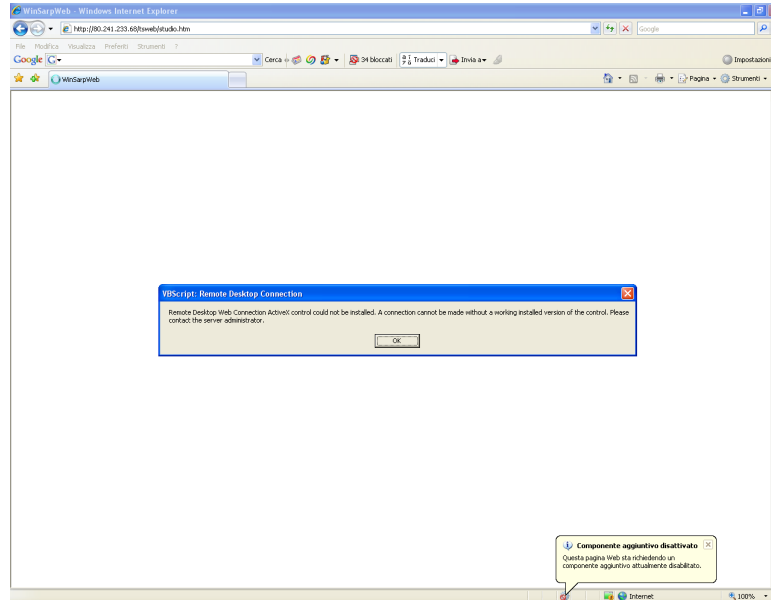 WinSarpWeb - Windows Internet Explorer
http://80.241.233.68/tsweb/studio.htm
Google
File Modifica Visualizza Preferiti Strumenti ?
Google G Cerca 34 bloccati Traduci Invia a Impostazioni
WinSarpWeb Pagina Strumenti
VBScript: Remote Desktop Connection
Remote Desktop Web Connection ActiveX control could not be installed. A connection cannot be made without a working installed version of the control. Please
contact the server administrator.
OK
Componente aggiuntivo disattivato
Questa pagina Web sta richiedendo un
componente aggiuntivo attualmente disabilitato.
Internet 100%